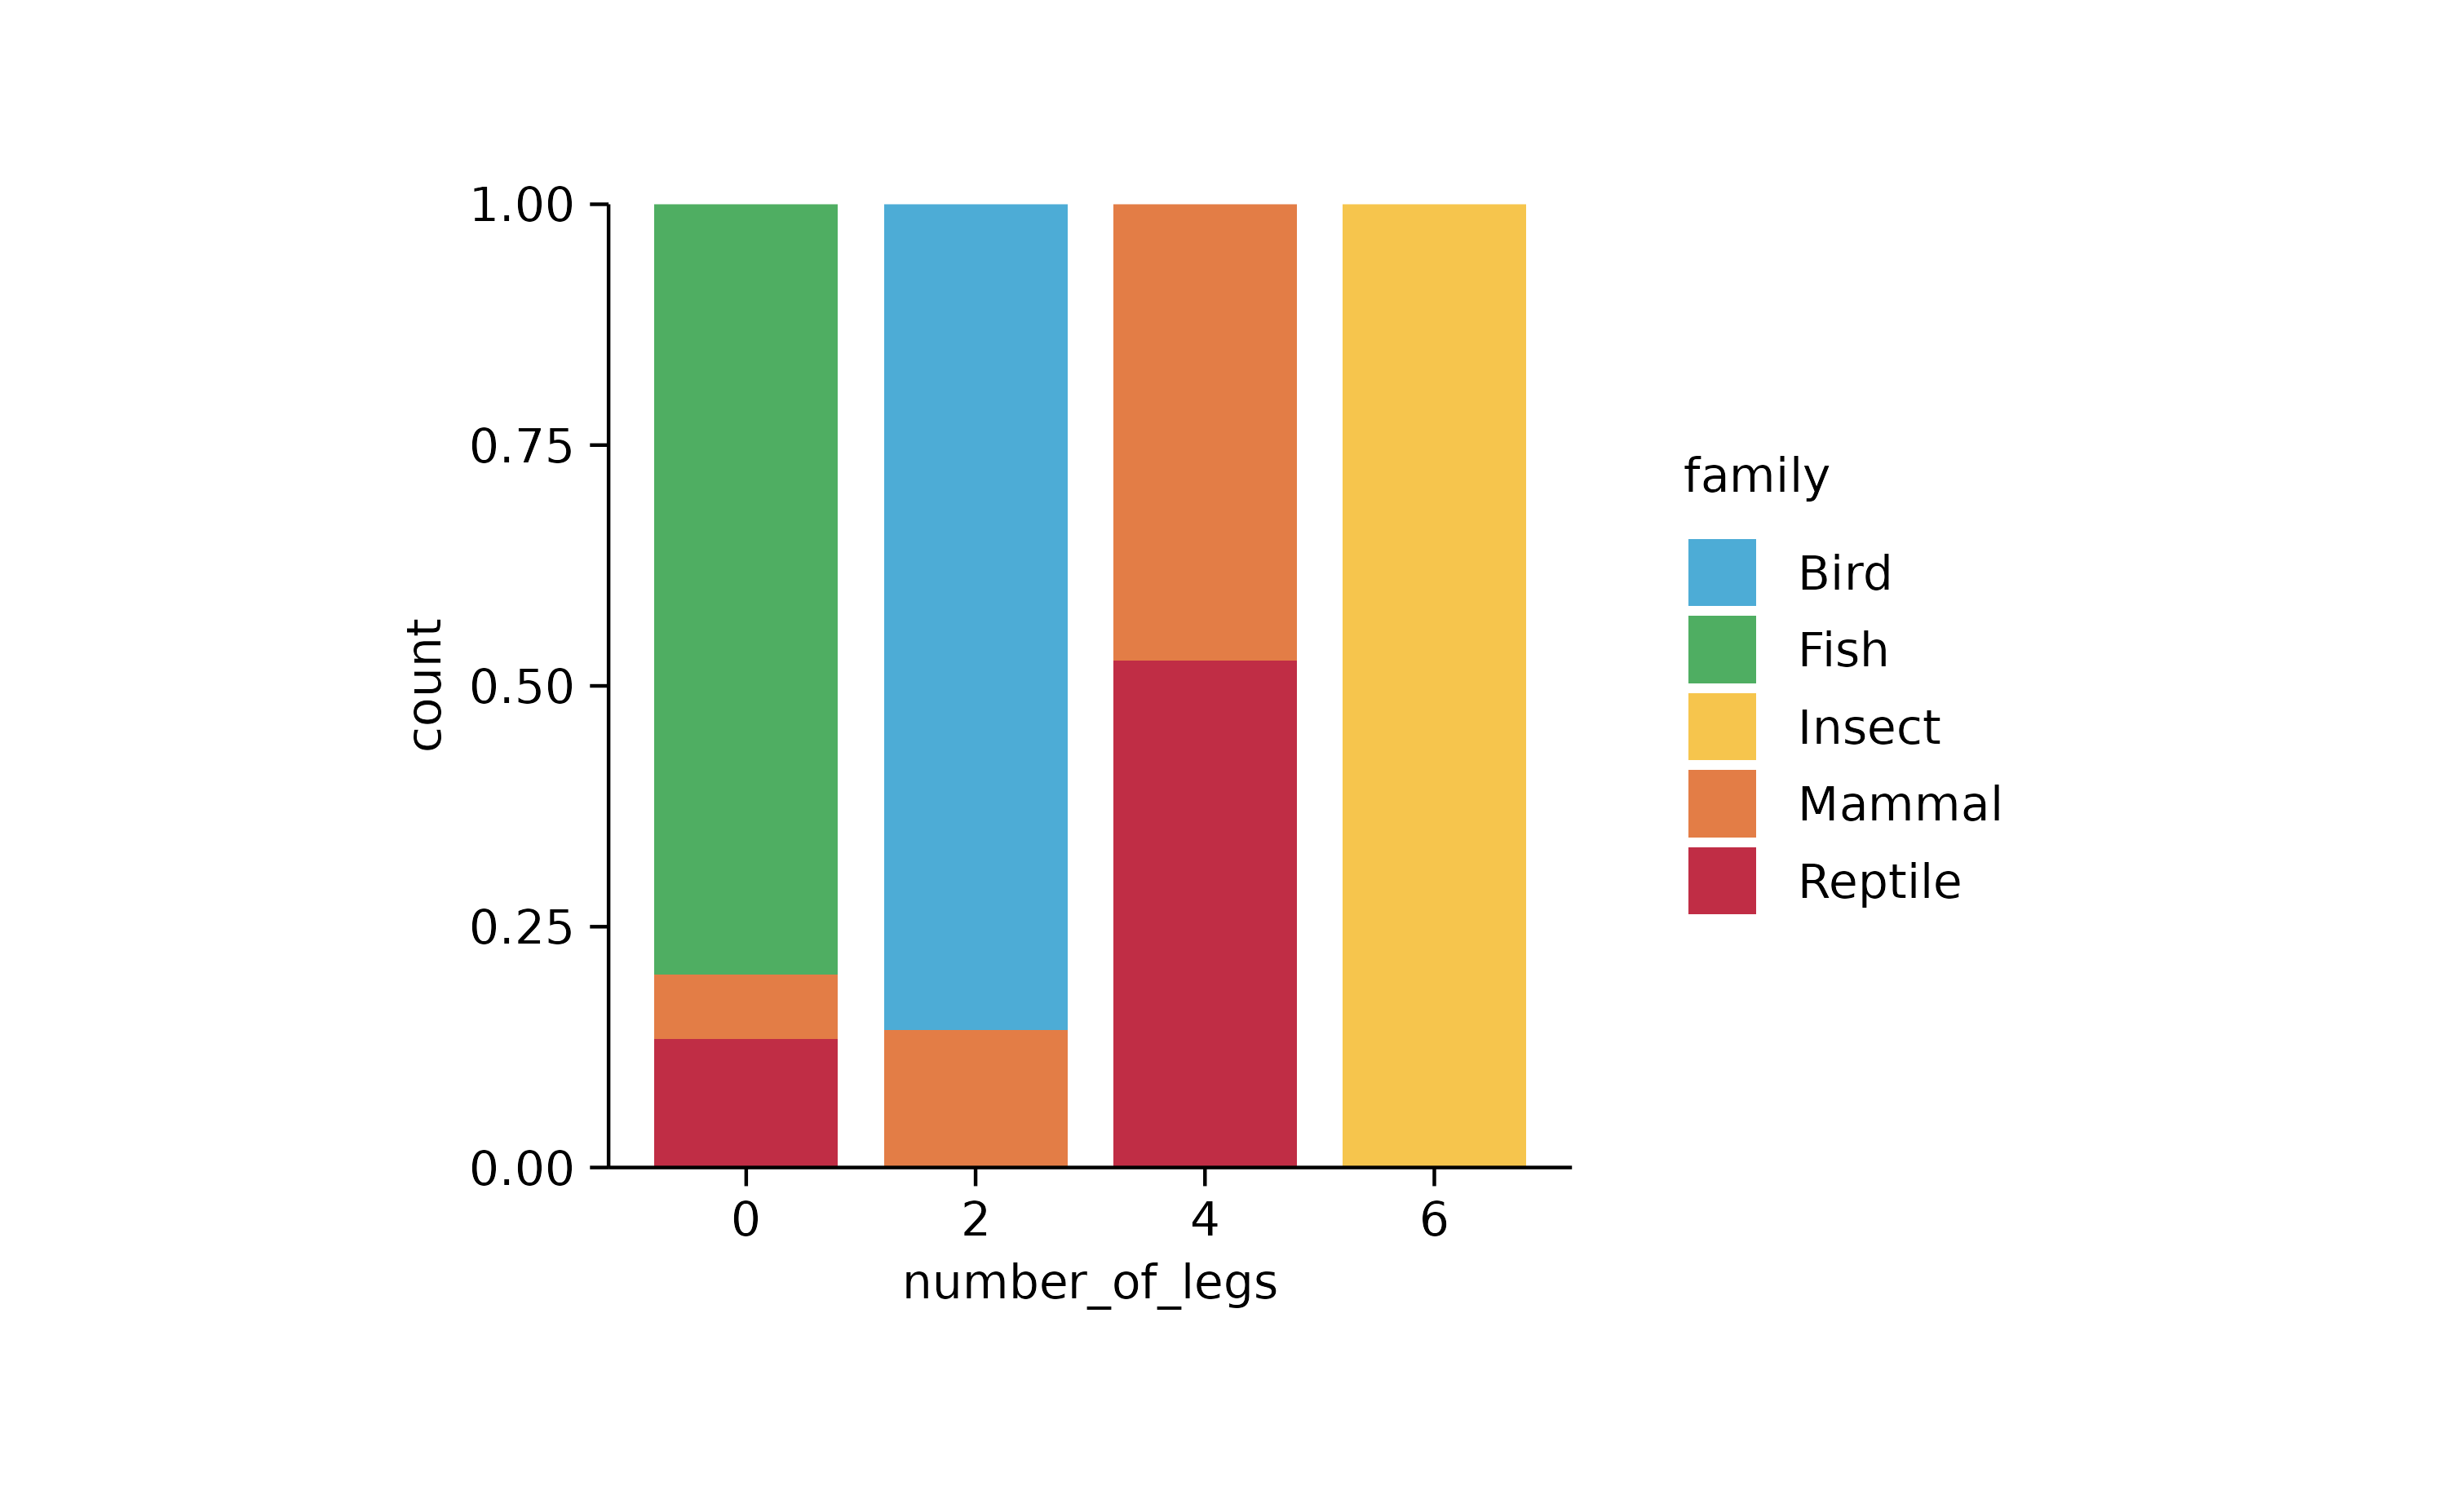 1.00
0.75
0.50
0.25
0.00
count
0 2 4 6
number_of_legs
family
Bird
Fish
Insect
Mammal
Reptile